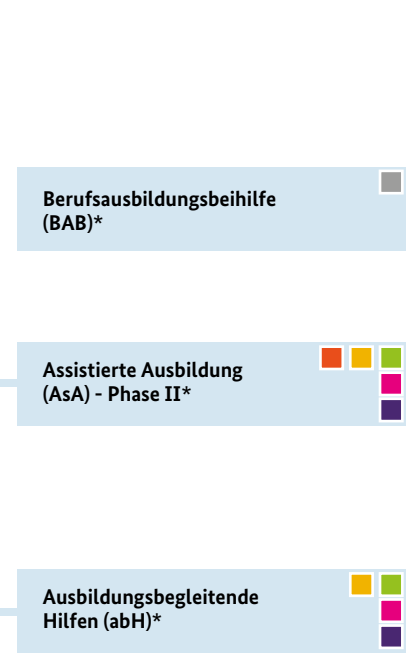 Berufsausbildungsbeihilfe
(BAB)*
Assistierte Ausbildung
(AsA) - Phase II*
Ausbildungsbegleitende
Hilfen (abH)*